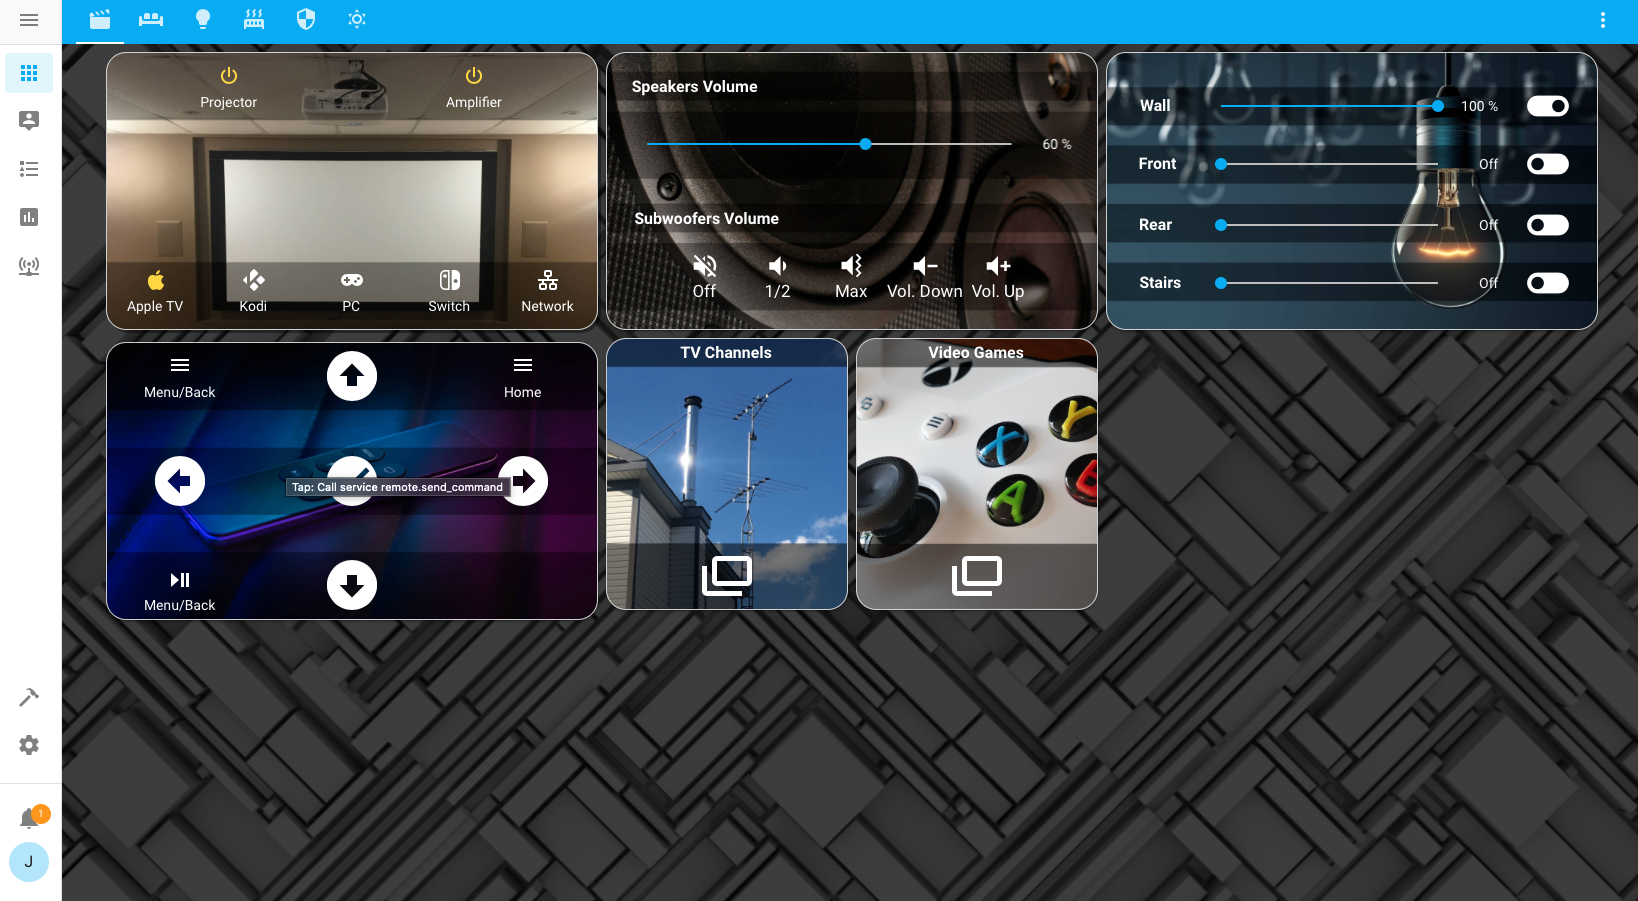 Projector
Amplifier
Apple TV
Kodi
PC
Switch
Network
Speakers Volume
60 %
Subwoofers Volume
Off
1/2
Max
Vol. Down
Vol. Up
Wall
100 %
Front
Off
Rear
Off
Stairs
Off
Menu/Back
Home
Tap: Call service remote.send_command
Menu/Back
TV Channels
Video Games
X
Y
A
B
1
J